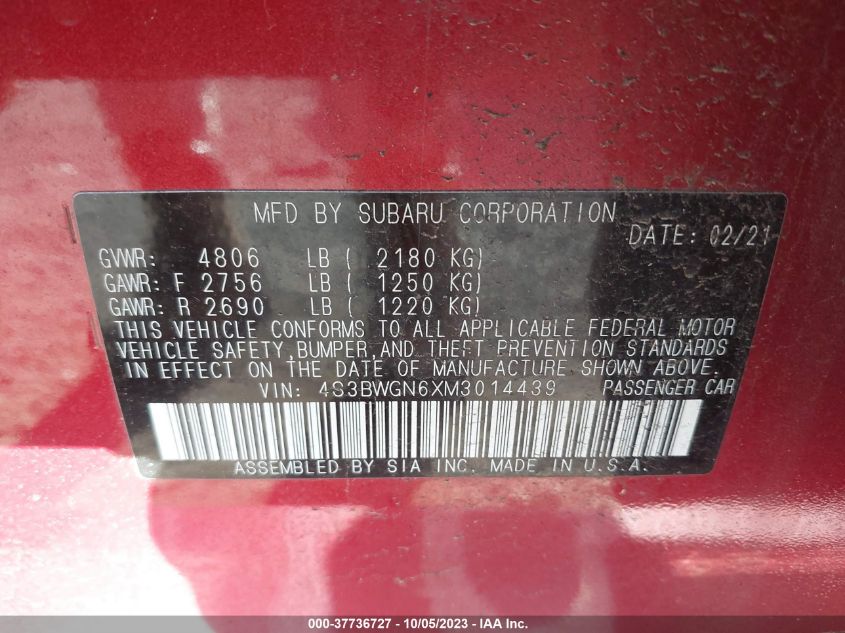 MFD BY SUBARU CORPORATION
DATE: 02/21
GVWR: 4806 LB ( 2180 KG)
GAWR: F 2756 LB ( 1250 KG)
GAWR: R 2690 LB ( 1220 KG)
THIS VEHICLE CONFORMS TO ALL APPLICABLE FEDERAL MOTOR
VEHICLE SAFETY,BUMPER,AND THEFT PREVENTION STANDARDS
IN EFFECT ON THE DATE OF MANUFACTURE SHOWN ABOVE.
VIN: 4S3BWGN6XM3014439 PASSENGER CAR
ASSEMBLED BY SIA INC. MADE IN U.S.A.
000-37736727 - 10/05/2023 - IAA Inc.